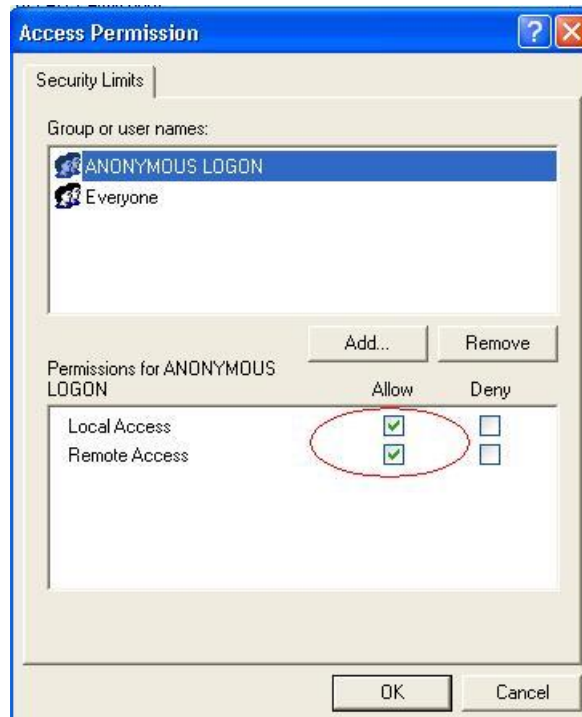 Access Permission
Security Limits
Group or user names:
ANONYMOUS LOGON
Everyone
Add...
Remove
Permissions for ANONYMOUS
LOGON
Allow
Deny
Local Access
Remote Access
OK
Cancel